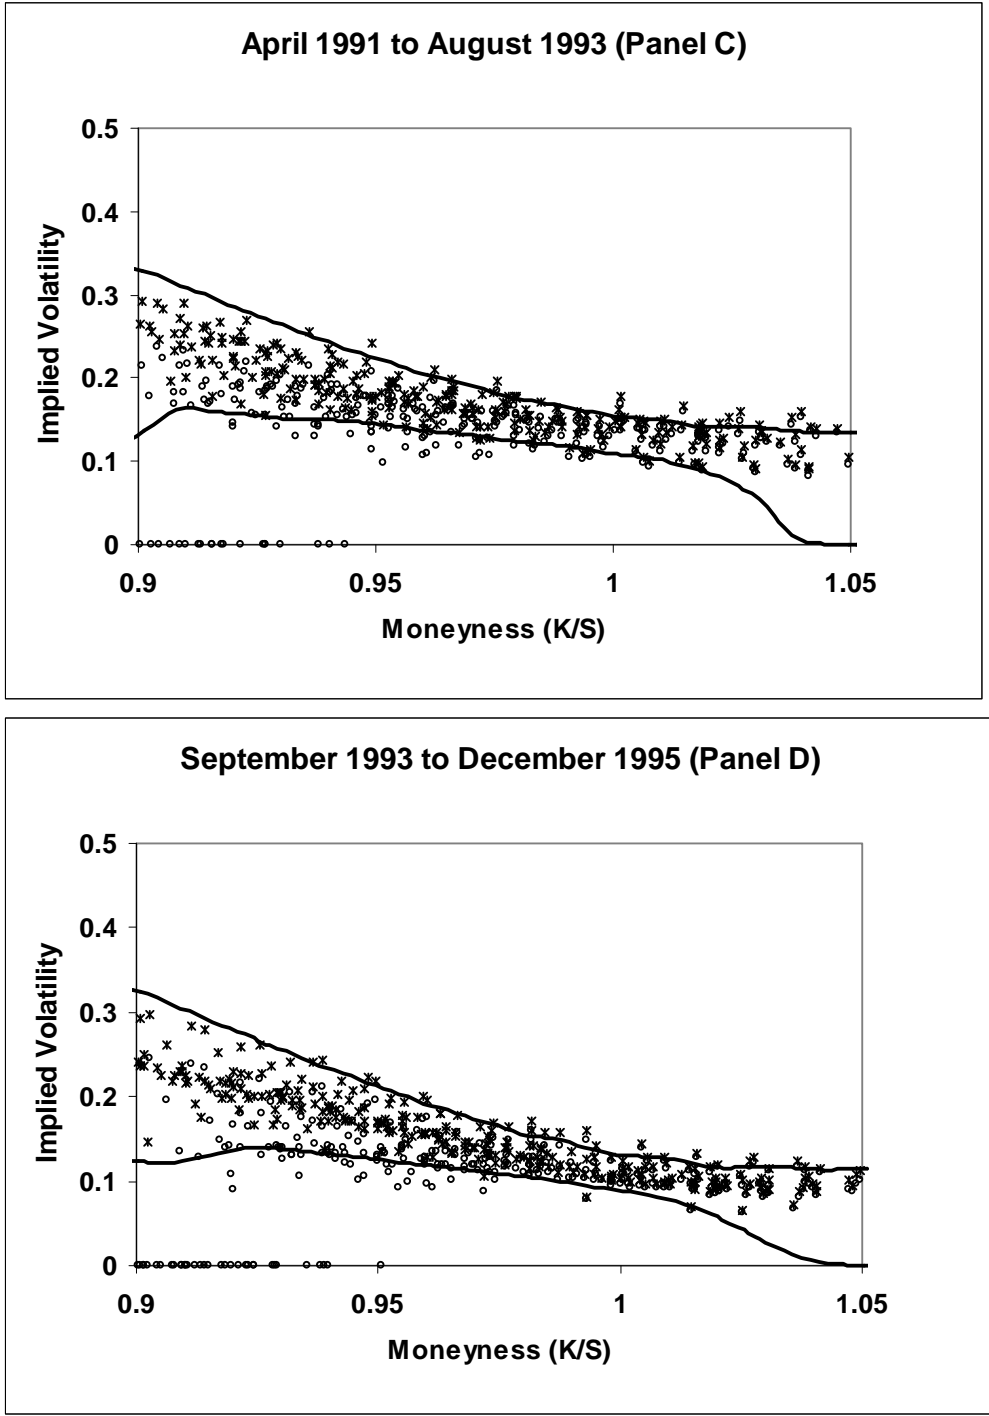 April 1991 to August 1993 (Panel C)
0.5
0.4
0.3
0.2
0.1
0
Implied Volatility
0.9 0.95 1 1.05
Moneyness (K/S)
September 1993 to December 1995 (Panel D)
0.5
0.4
0.3
0.2
0.1
0
Implied Volatility
0.9 0.95 1 1.05
Moneyness (K/S)